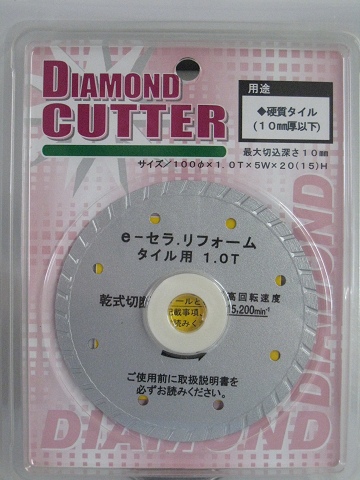 DIAMOND
CUTTER
用途
◆硬質タイル
(10㎜厚以下)
最大切込深さ10㎜
サイズ/100φ×1.0T×5W×20(15)H
e-セラ.リフォーム
タイル用 1.0T
乾式切断
高回転速度
15,200min⁻¹
ご使用前に取扱説明書を
必ずお読みください。
DIAMOND
DIAMOND